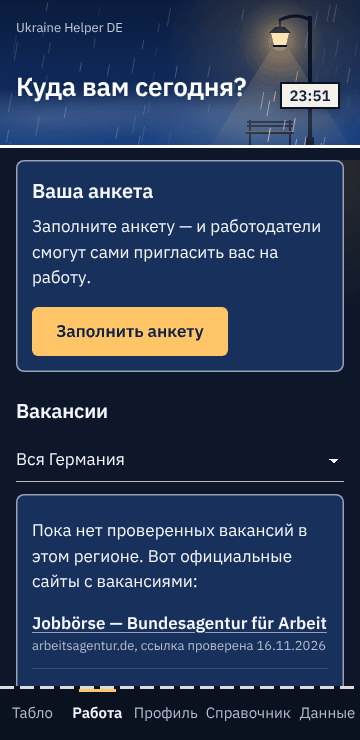 Ukraine Helper DE
Куда вам сегодня?
23:51
Ваша анкета
Заполните анкету — и работодатели
смогут сами пригласить вас на
работу.
Заполнить анкету
Вакансии
Вся Германия
Пока нет проверенных вакансий в
этом регионе. Вот официальные
сайты с вакансиями:
Jobbörse — Bundesagentur für Arbeit
arbeitsagentur.de, ссылка проверена 16.11.2026
Табло Работа Профиль Справочник Данные